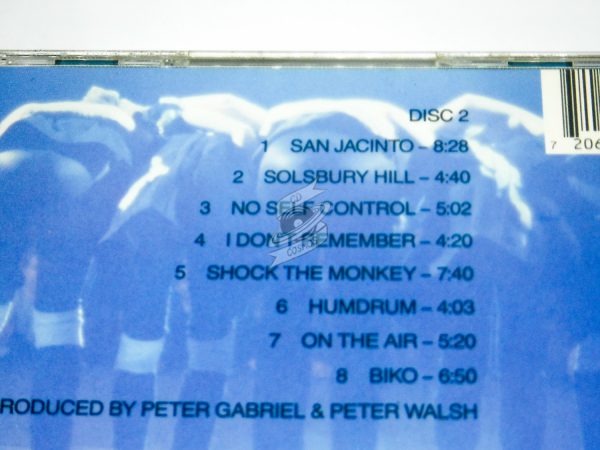 DISC 2
1 SAN JACINTO – 8:28
2 SOLSBURY HILL – 4:40
3 NO SELF CONTROL – 5:02
4 I DON'T REMEMBER – 4:20
5 SHOCK THE MONKEY – 7:40
6 HUMDRUM – 4:03
7 ON THE AIR – 5:20
8 BIKO – 6:50
RODUCED BY PETER GABRIEL & PETER WALSH
7 206
CD